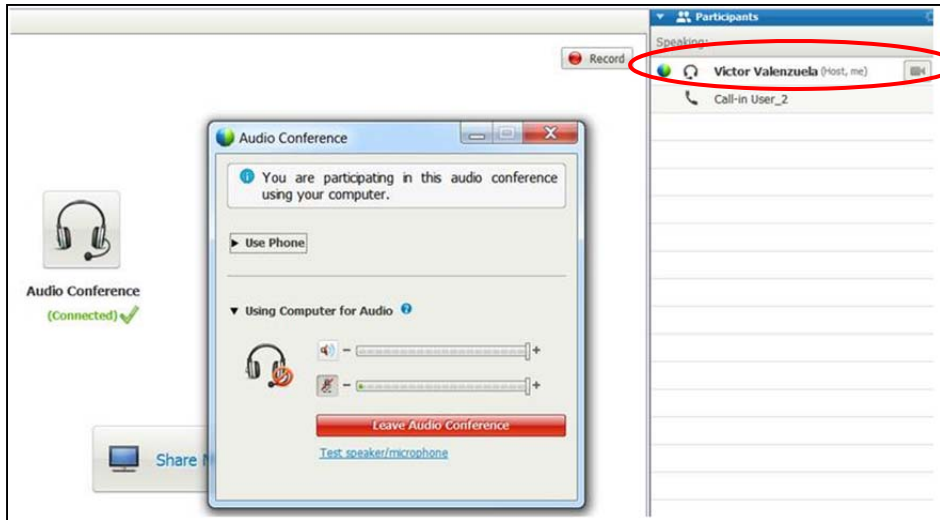 Participants
Speaking:
Record
Victor Valenzuela (Host, me)
Call-in User_2
Audio Conference
You are participating in this audio conference
using your computer.
Use Phone
Audio Conference
(Connected)
Using Computer for Audio
Leave Audio Conference
Test speaker/microphone
Share